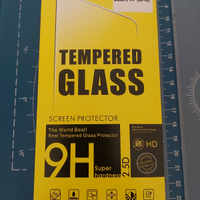 TEMPERED
GLASS
SCREEN PROTECTOR
The World Best!
Real Tempered Glass Protector
9H
Super
hardness
2.5D
HD